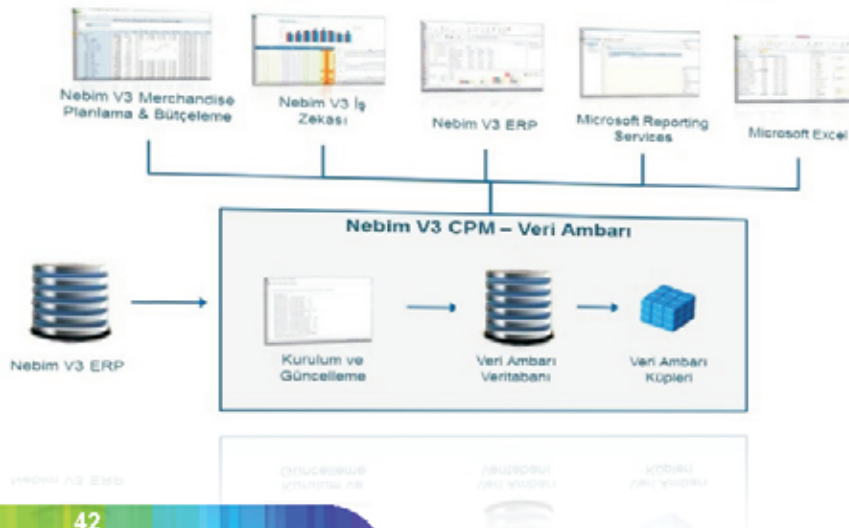 Nebim V3 Merchandise
Planlama & Bütçeleme
Nebim V3 İş
Zekası
Nebim V3 ERP
Microsoft Reporting
Services
Microsoft Excel
Nebim V3 CPM – Veri Ambarı
Nebim V3 ERP
Kurulum ve
Güncelleme
Veri Ambarı
Veritabanı
Veri Ambarı
Küpleri
42